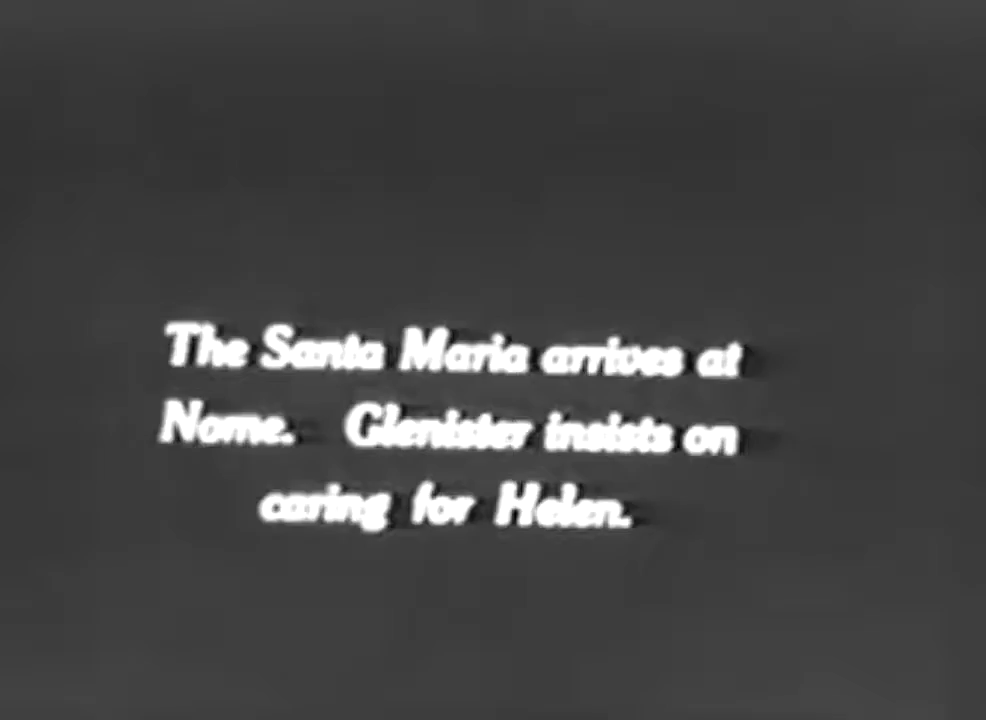 The Santa Maria arrives at
Nome. Glenister insists on
caring for Helen.